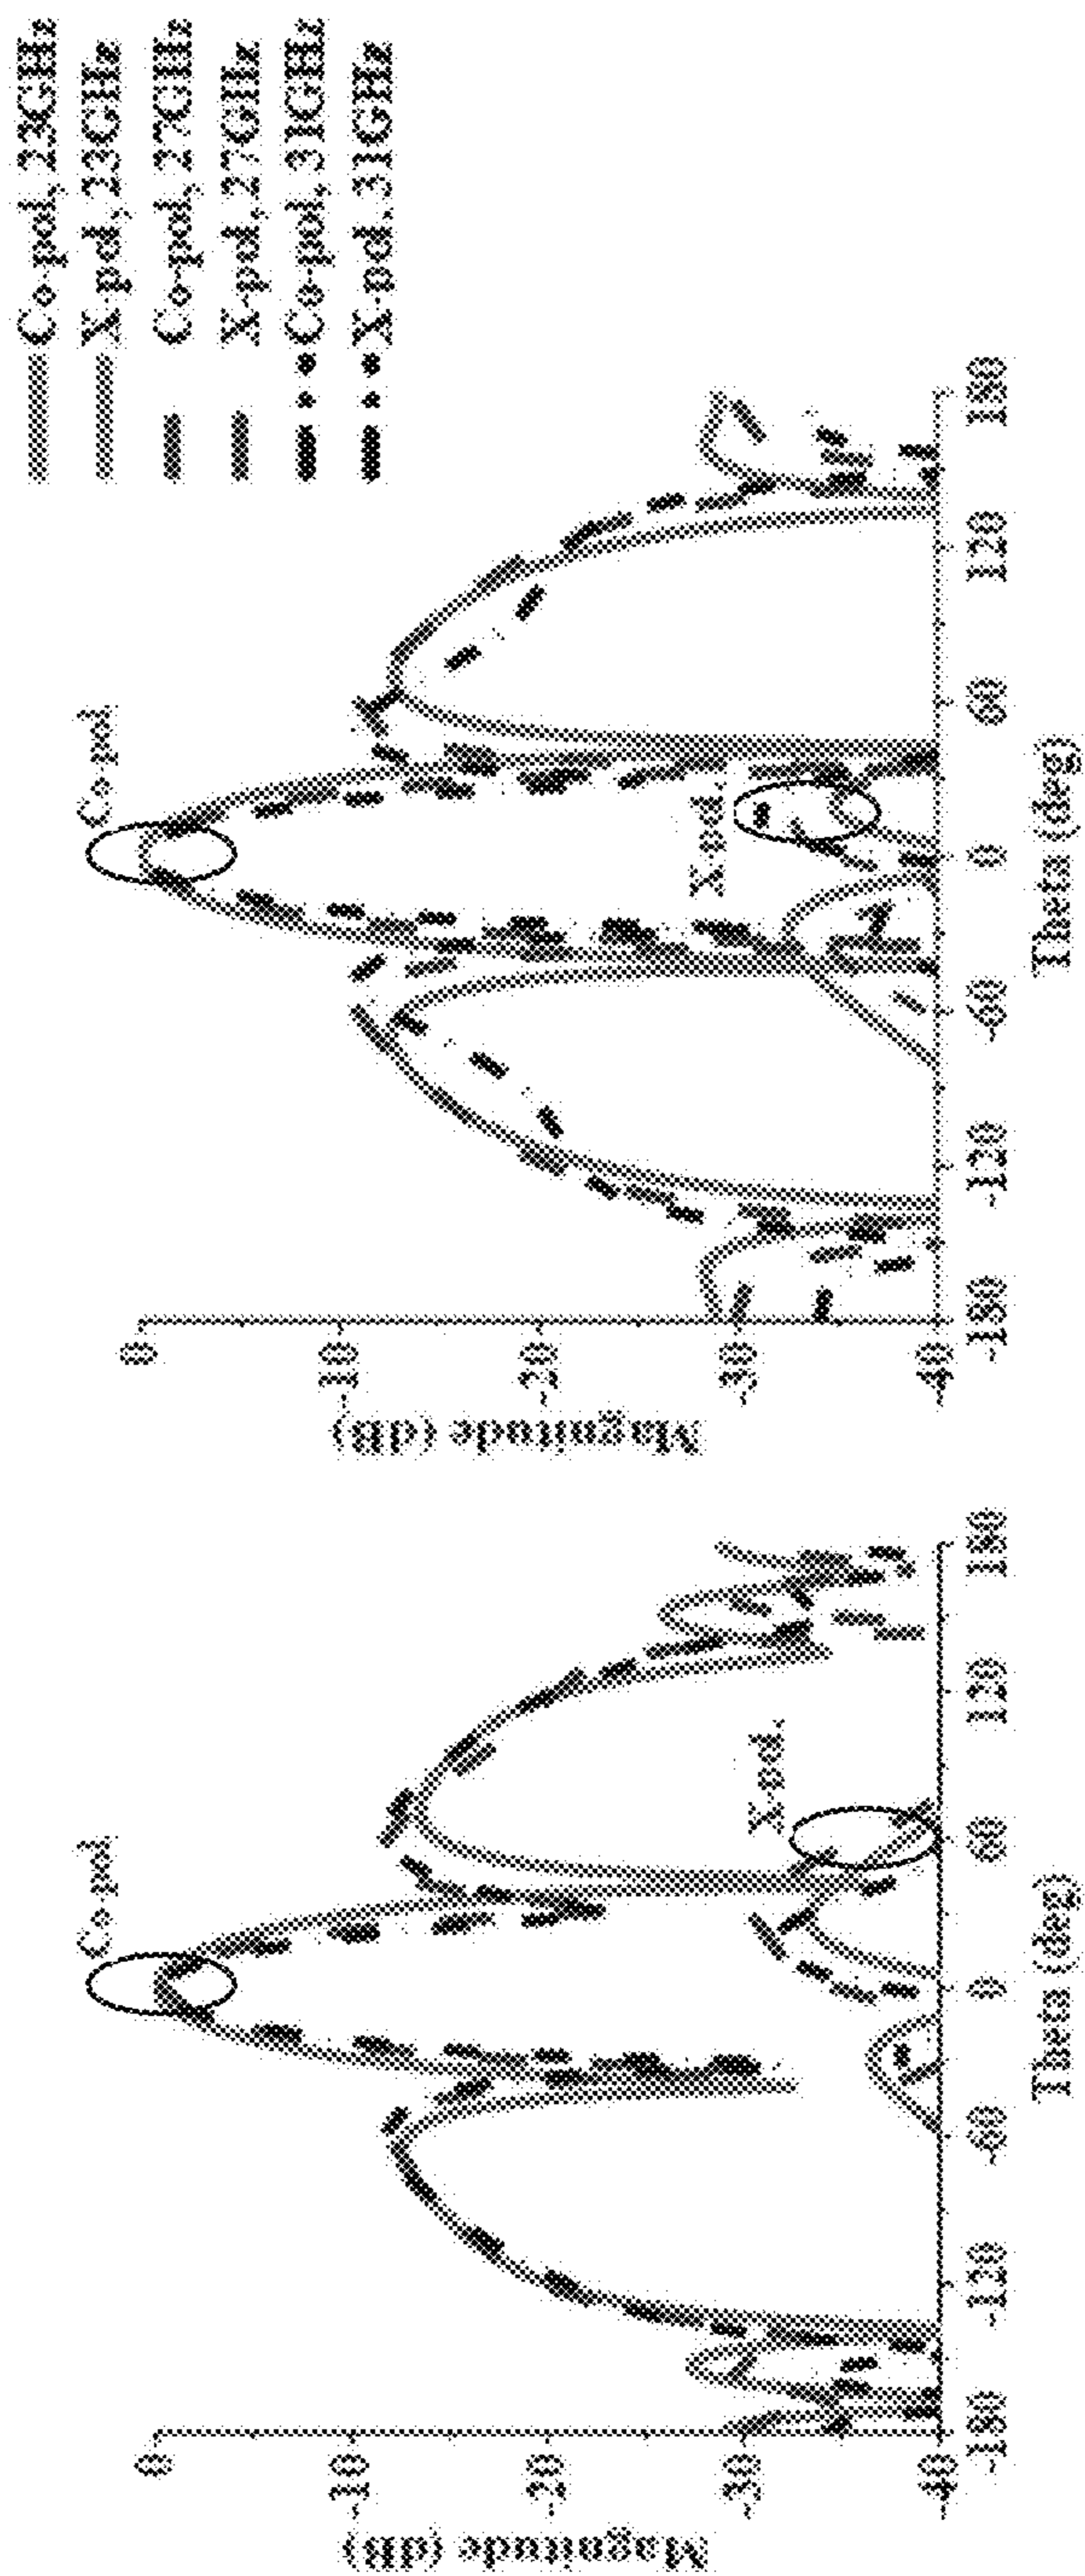 Co-pol, 23GHz
X-pol, 23GHz
Co-pol, 27GHz
X-pol, 27GHz
Co-pol, 31GHz
X-pol, 31GHz
Co-pol.
X-pol.
Magnitude (dB)
0
-10
-20
-30
-40
-180
-120
-60
0
60
120
180
Theta (deg)
Co-pol.
X-pol.
Magnitude (dB)
0
-10
-20
-30
-40
-180
-120
-60
0
60
120
180
Theta (deg)